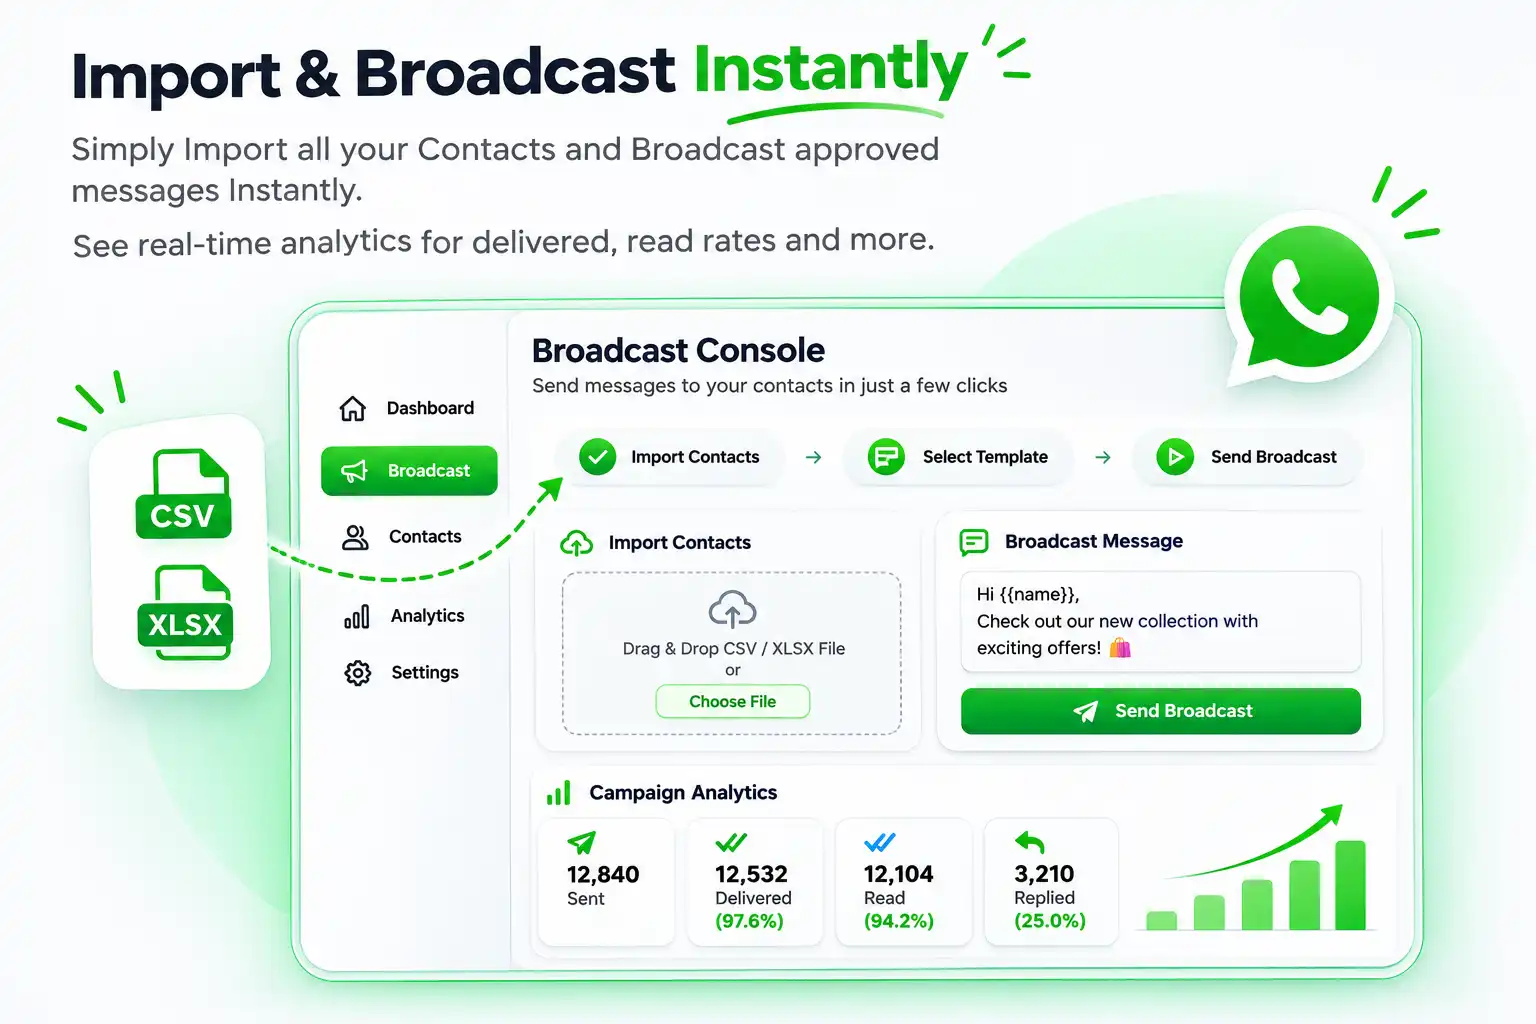 Import & Broadcast Instantly
Simply Import all your Contacts and Broadcast approved
messages Instantly.
See real-time analytics for delivered, read rates and more.
CSV
XLSX
Dashboard
Broadcast
Contacts
Analytics
Settings
Broadcast Console
Send messages to your contacts in just a few clicks
Import Contacts → Select Template → Send Broadcast
Import Contacts
Drag & Drop CSV / XLSX File
or
Choose File
Broadcast Message
Hi {{name}},
Check out our new collection with
exciting offers! 🛍️
Send Broadcast
Campaign Analytics
12,840
Sent
12,532
Delivered
(97.6%)
12,104
Read
(94.2%)
3,210
Replied
(25.0%)